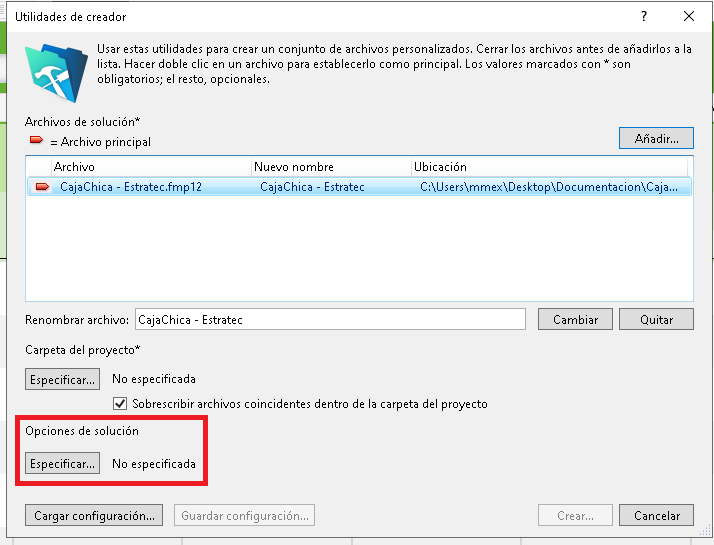 Utilidades de creador
?
Usar estas utilidades para crear un conjunto de archivos personalizados. Cerrar los archivos antes de añadirlos a la
lista. Hacer doble clic en un archivo para establecerlo como principal. Los valores marcados con * son
obligatorios; el resto, opcionales.
Archivos de solución*
= Archivo principal
Añadir...
Archivo Nuevo nombre Ubicación
CajaChica - Estratec.fmp12 CajaChica - Estratec C:\Users\mmex\Desktop\Documentacion\Caja...
Renombrar archivo: CajaChica - Estratec Cambiar Quitar
Carpeta del proyecto*
Especificar... No especificada
Sobrescribir archivos coincidentes dentro de la carpeta del proyecto
Opciones de solución
Especificar... No especificada
Cargar configuración... Guardar configuración... Crear... Cancelar